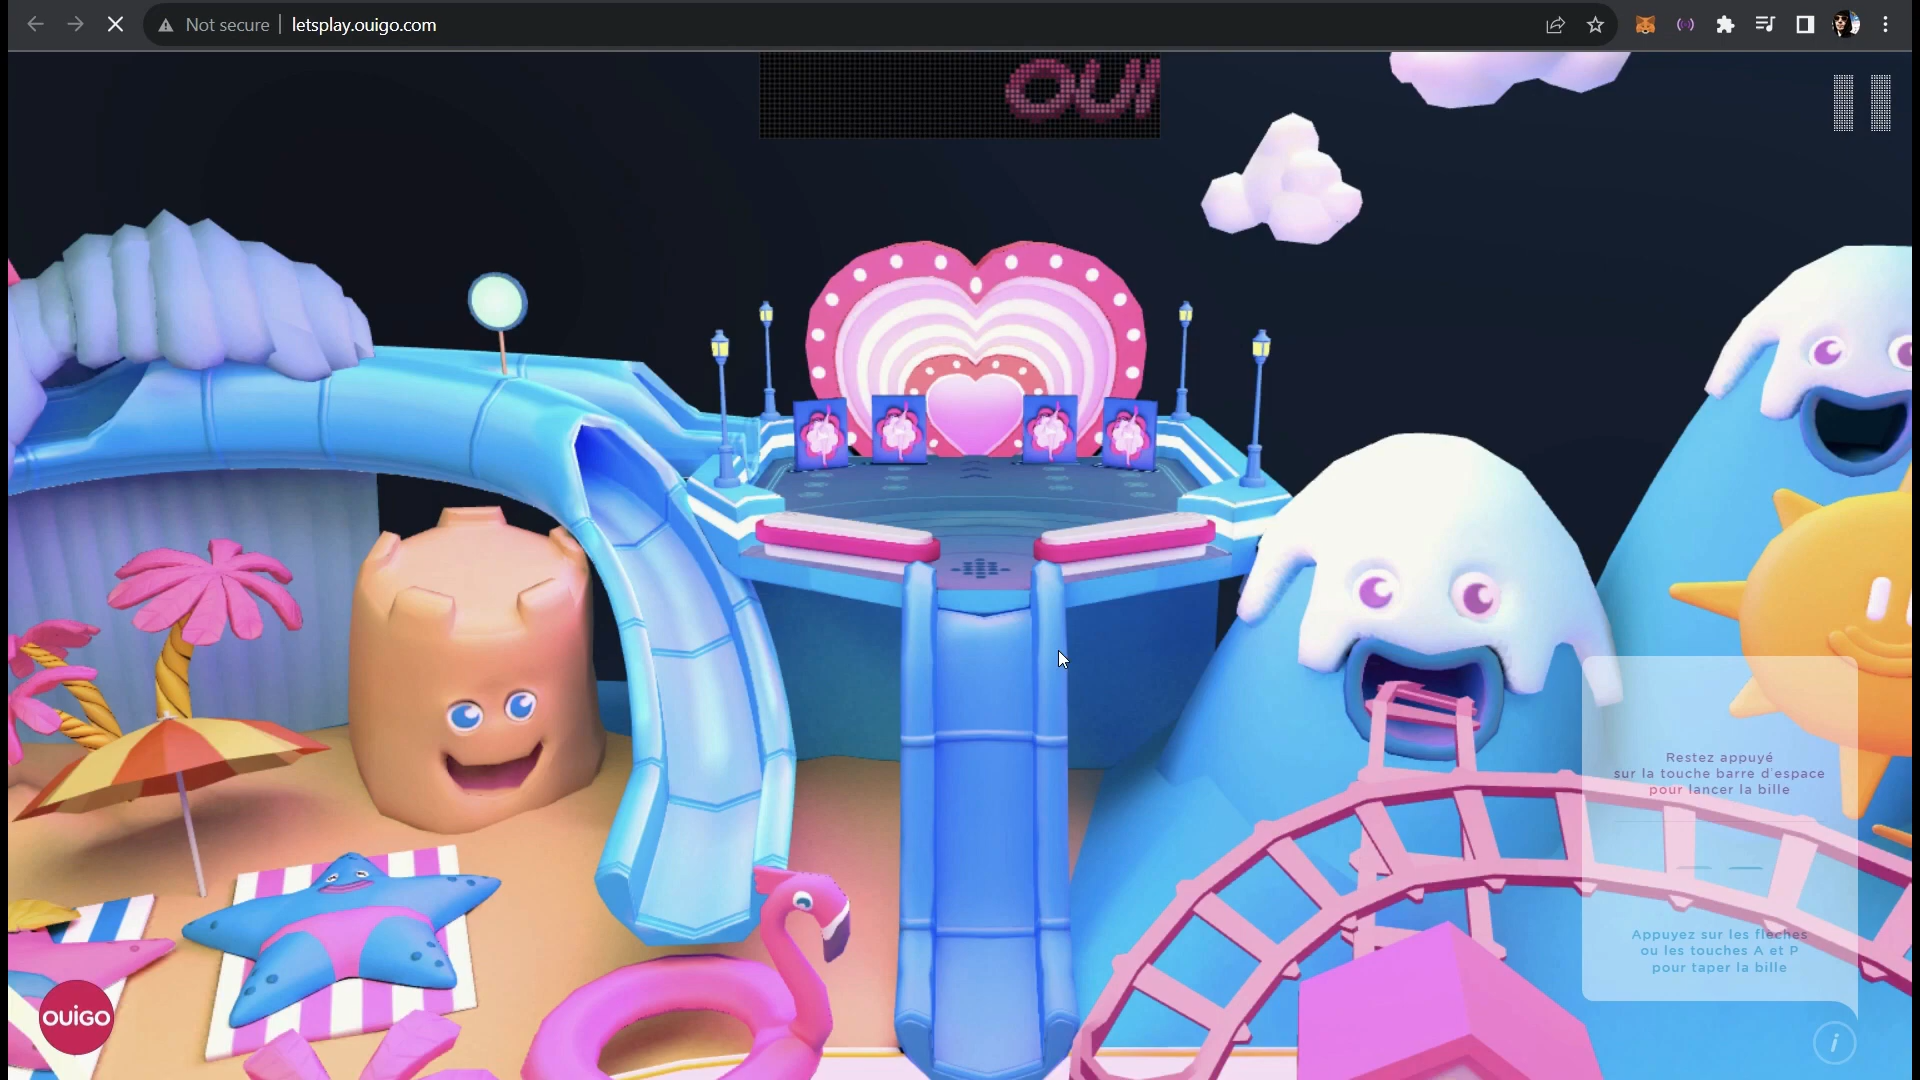 Not secure
letsplay.ouigo.com
OUI
Restez appuyé
sur la touche barre d'espace
pour lancer la bille
Appuyez sur les flèches
ou les touches A et P
pour taper la bille
OUIGO
i